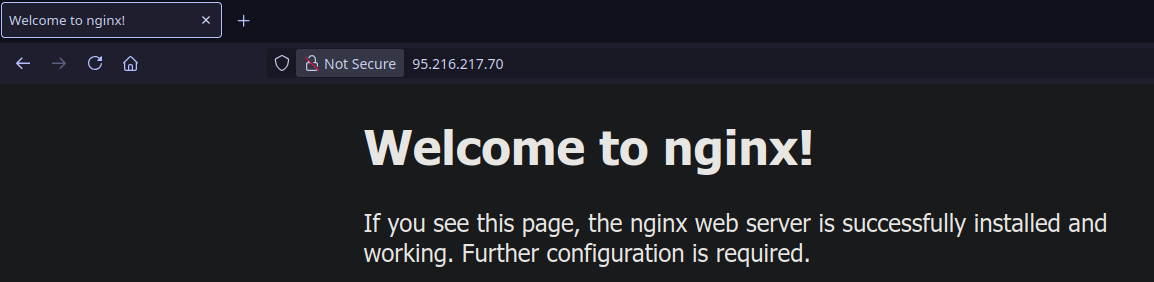 Welcome to nginx!
Not Secure 95.216.217.70
Welcome to nginx!
If you see this page, the nginx web server is successfully installed and
working. Further configuration is required.